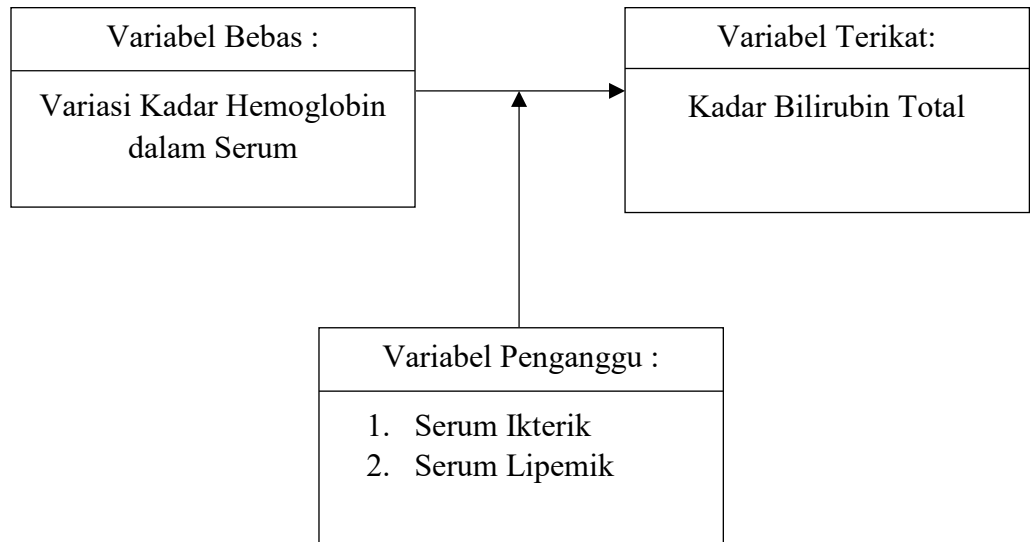 Variabel Bebas :
Variasi Kadar Hemoglobin
dalam Serum
Variabel Terikat:
Kadar Bilirubin Total
Variabel Penganggu :
1. Serum Ikterik
2. Serum Lipemik